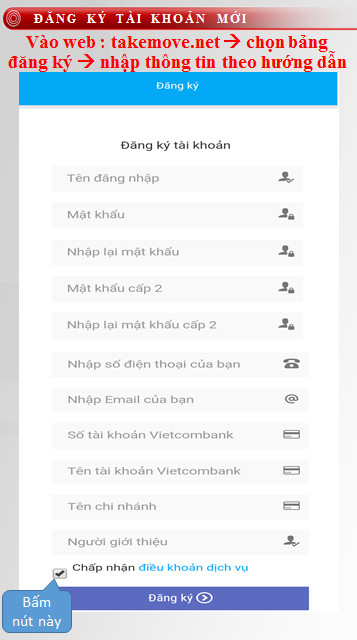 ĐĂNG KÝ TÀI KHOẢN MỚI
Vào web : takemove.net → chọn bảng
đăng ký → nhập thông tin theo hướng dẫn
Đăng ký
Đăng ký tài khoản
Tên đăng nhập
Mật khẩu
Nhập lại mật khẩu
Mật khẩu cấp 2
Nhập lại mật khẩu cấp 2
Nhập số điện thoại của bạn
Nhập Email của bạn
Số tài khoản Vietcombank
Tên tài khoản Vietcombank
Tên chi nhánh
Người giới thiệu
Chấp nhận điều khoản dịch vụ
Đăng ký
Bấm
nút này